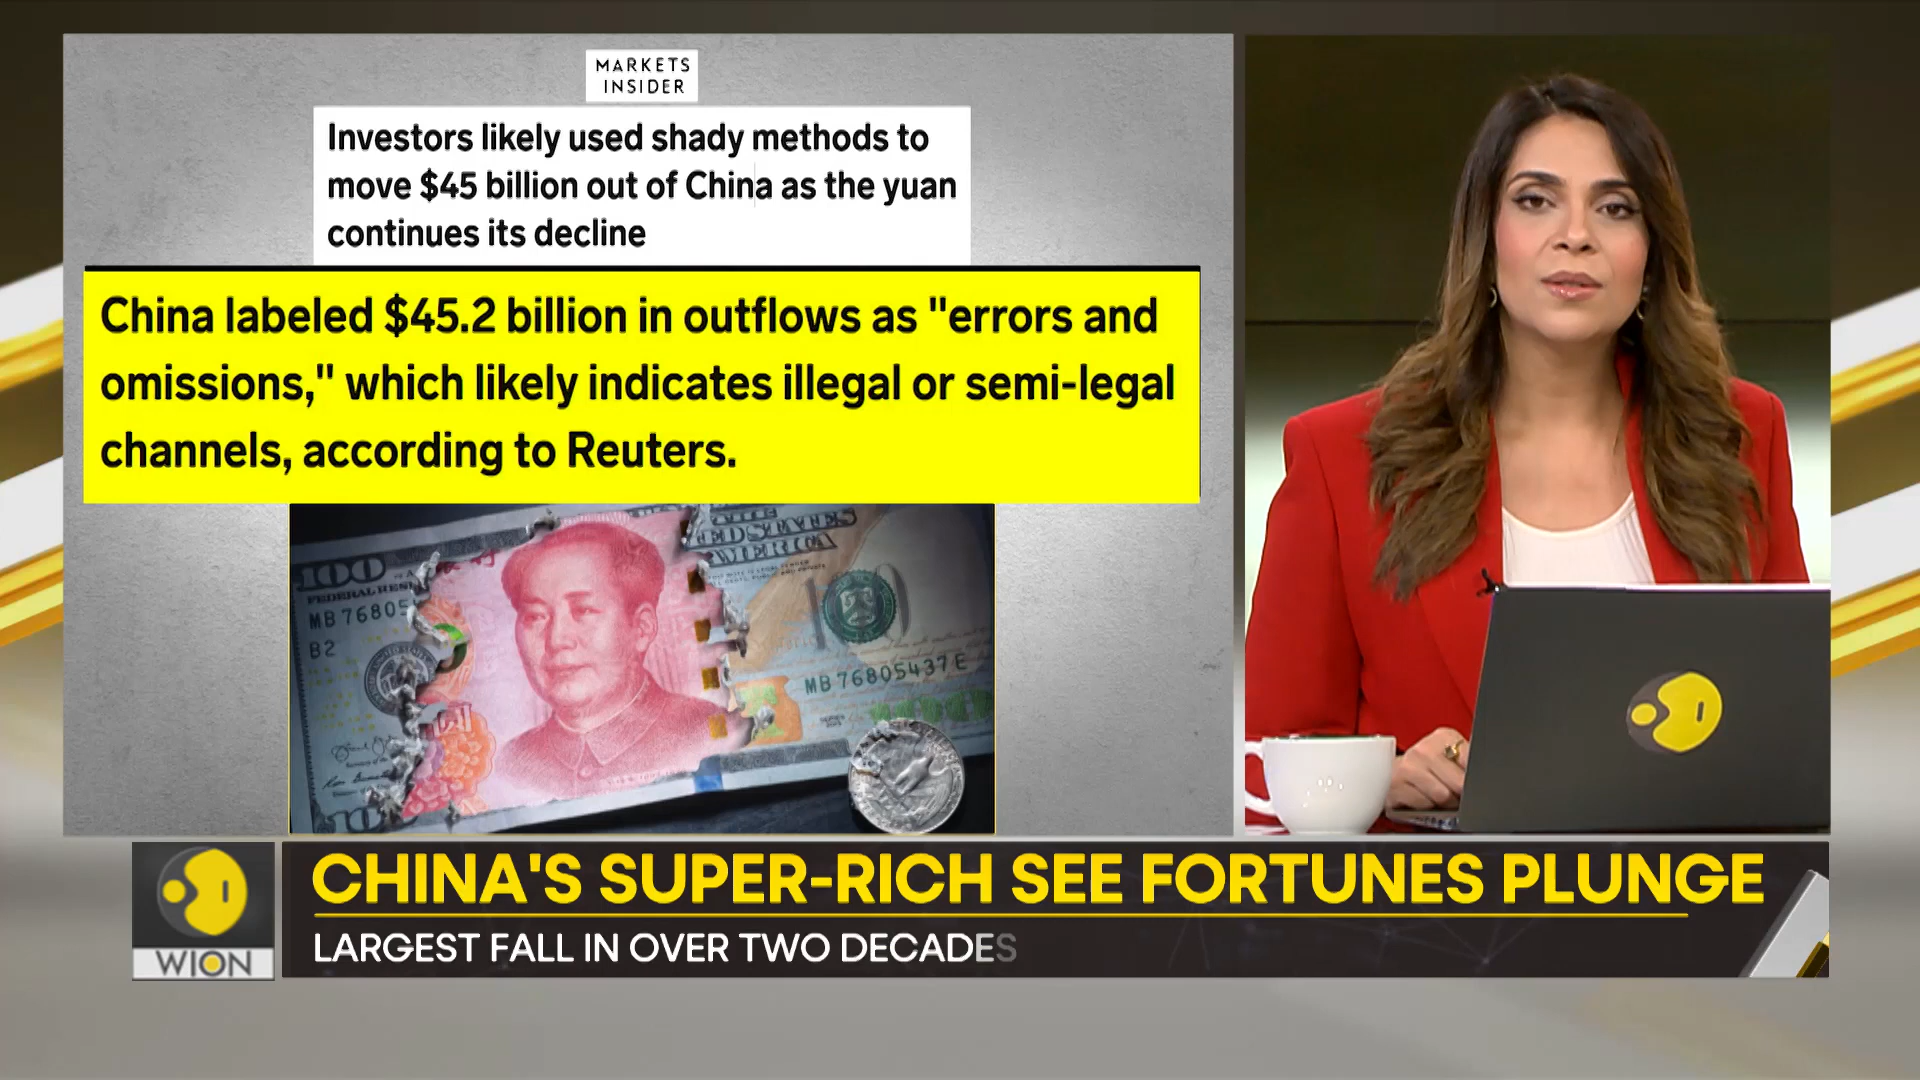 MARKETS
INSIDER
Investors likely used shady methods to
move $45 billion out of China as the yuan
continues its decline
China labeled $45.2 billion in outflows as "errors and
omissions," which likely indicates illegal or semi-legal
channels, according to Reuters.
100
FEDERAL RES
MB 76805
B2
MB 76805437 E
100
CHINA'S SUPER-RICH SEE FORTUNES PLUNGE
LARGEST FALL IN OVER TWO DECADES
WION